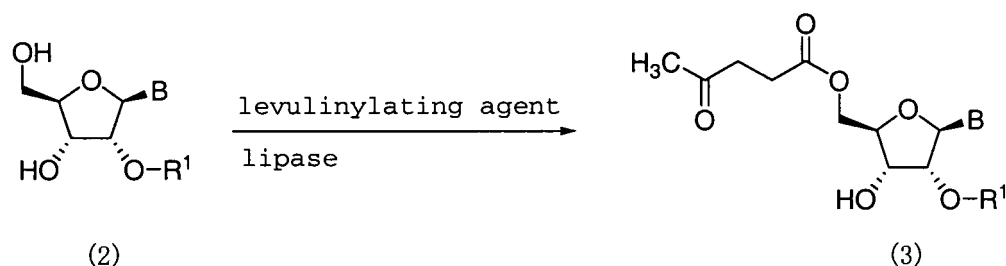 OH
O
B
HO
O-R¹
(2)
levulinylating agent
lipase
O
H₃C
O
O
O
B
HO
O-R¹
(3)